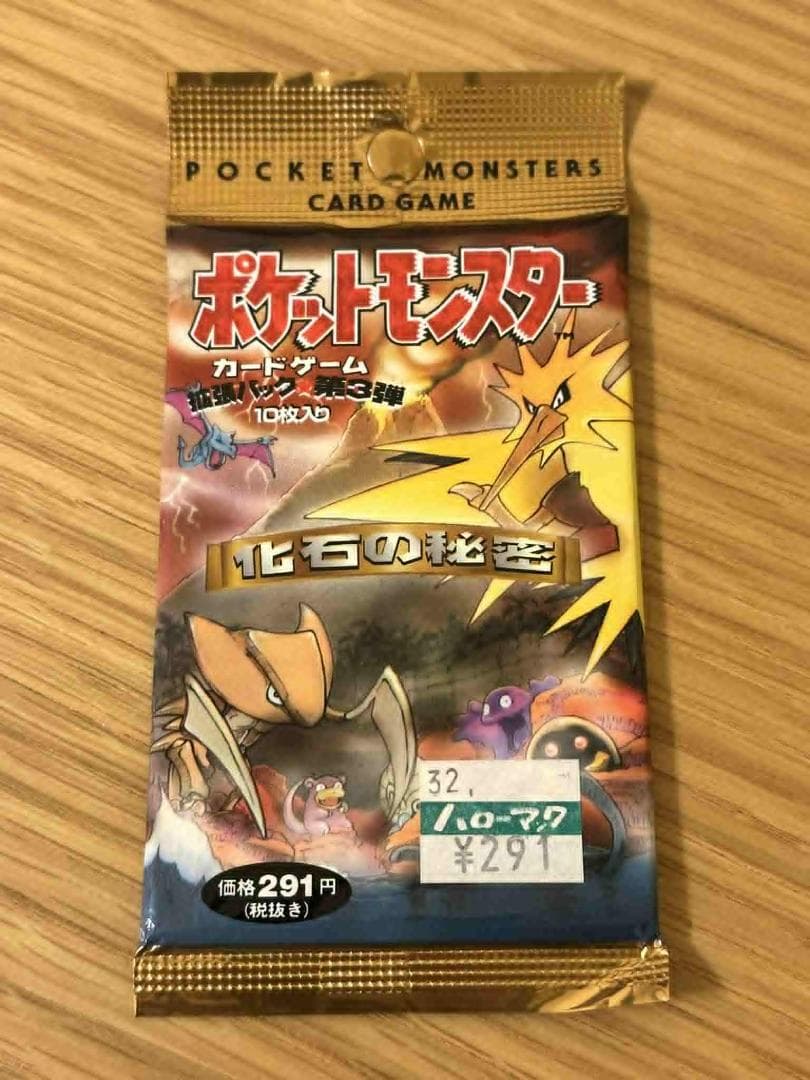 POCKET MONSTERS
CARD GAME
ポケットモンスター
TM
カードゲーム
拡張パック★第3弾
10枚入り
化石の秘密
32,
ハローマック
¥291
価格291円
(税抜き)